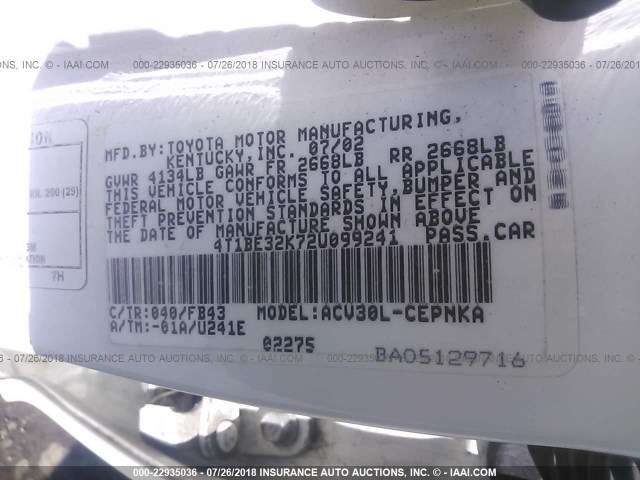 000-22935036 - 07/26/2018 INSURANCE AUTO AUCTIONS, INC. - © - IAAI.COM
MFD.BY:TOYOTA MOTOR MANUFACTURING,
KENTUCKY,INC. 07/02
GVWR 4134LB GAWR FR 2668LB RR 2668LB
THIS VEHICLE CONFORMS TO ALL APPLICABLE
FEDERAL MOTOR VEHICLE SAFETY,BUMPER AND
THEFT PREVENTION STANDARDS IN EFFECT ON
THE DATE OF MANUFACTURE SHOWN ABOVE
4T1BE32K72U099241 PASS.CAR
C/TR:040/FB43 MODEL:ACV30L-CEPNKA
A/TM:-01A/U241E
02275
BA05129716
200 (29)
7H
000-22935036 - 07/26/2018 INSURANCE AUTO AUCTIONS, INC. - © - IAAI.COM